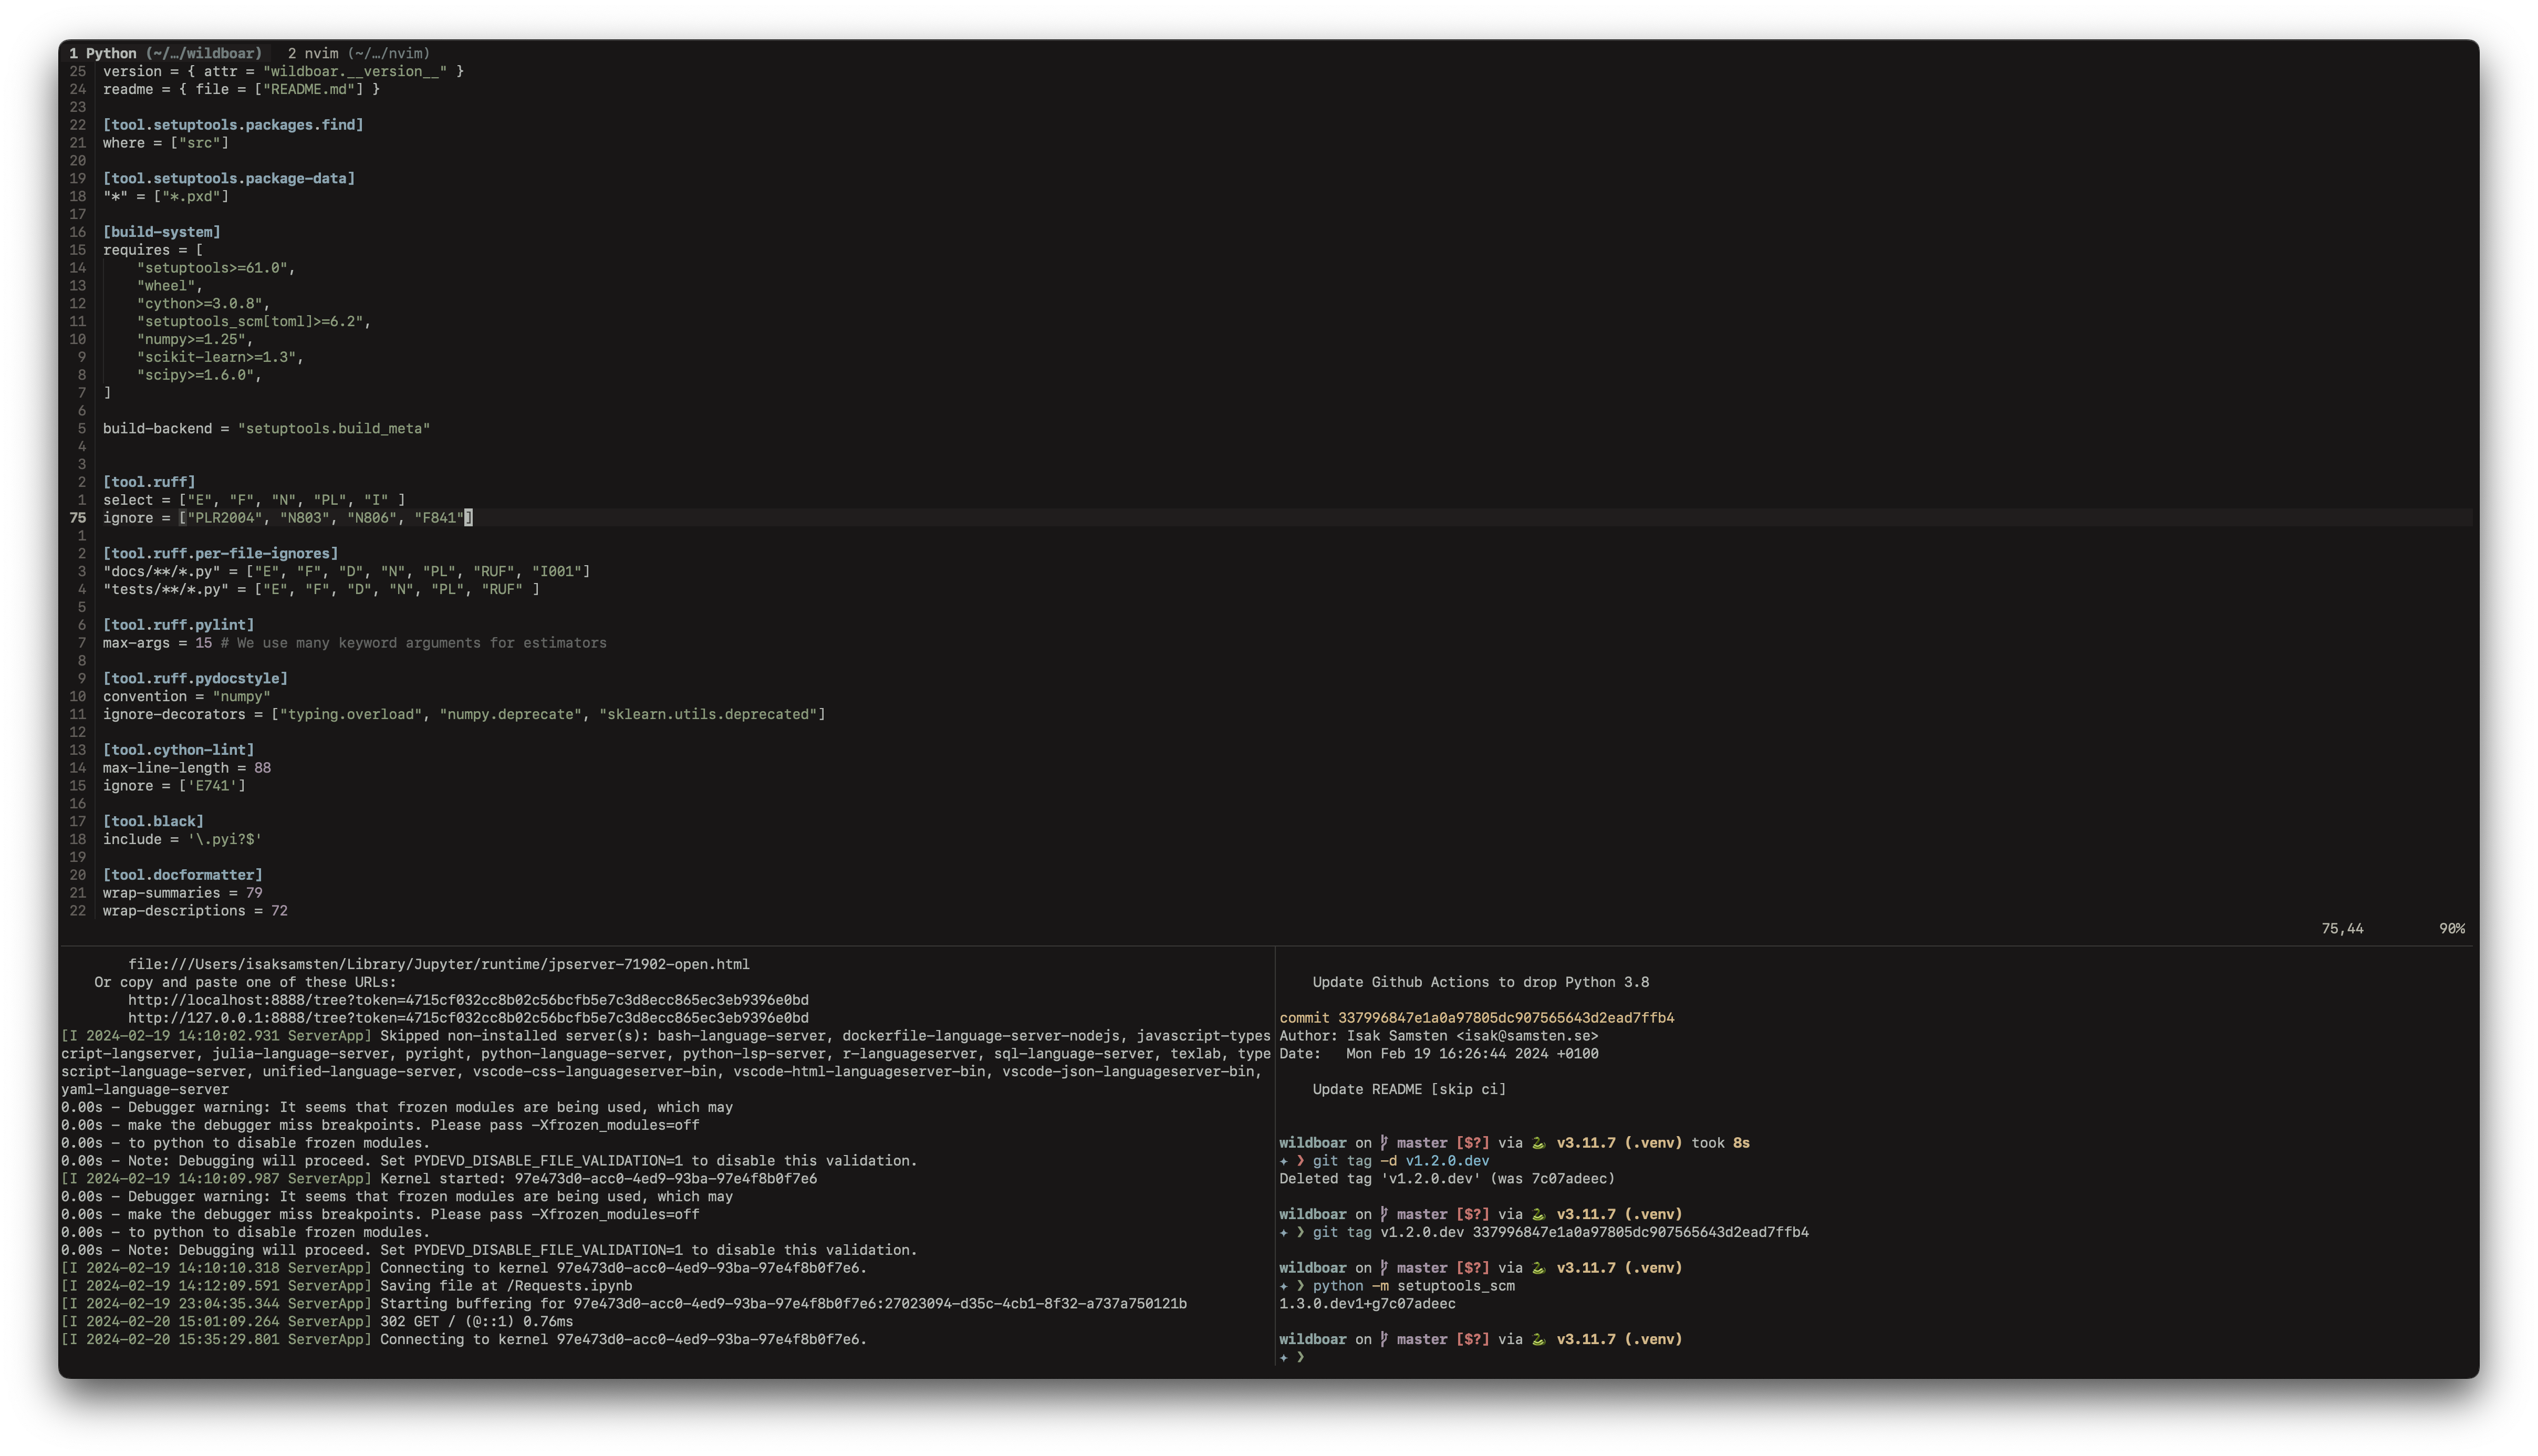 1 Python (~/…/wildboar)   2 nvim (~/…/nvim)
25 version = { attr = "wildboar.__version__" }
24 readme = { file = ["README.md"] }
23
22 [tool.setuptools.packages.find]
21 where = ["src"]
20
19 [tool.setuptools.package-data]
18 "*" = ["*.pxd"]
17
16 [build-system]
15 requires = [
14     "setuptools>=61.0",
13     "wheel",
12     "cython>=3.0.8",
11     "setuptools_scm[toml]>=6.2",
10     "numpy>=1.25",
9     "scikit-learn>=1.3",
8     "scipy>=1.6.0",
7 ]
6
5 build-backend = "setuptools.build_meta"
4
3
2 [tool.ruff]
1 select = ["E", "F", "N", "PL", "I" ]
75 ignore = ["PLR2004", "N803", "N806", "F841"]
1
2 [tool.ruff.per-file-ignores]
3 "docs/**/*.py" = ["E", "F", "D", "N", "PL", "RUF", "I001"]
4 "tests/**/*.py" = ["E", "F", "D", "N", "PL", "RUF" ]
5
6 [tool.ruff.pylint]
7 max-args = 15 # We use many keyword arguments for estimators
8
9 [tool.ruff.pydocstyle]
10 convention = "numpy"
11 ignore-decorators = ["typing.overload", "numpy.deprecate", "sklearn.utils.deprecated"]
12
13 [tool.cython-lint]
14 max-line-length = 88
15 ignore = ['E741']
16
17 [tool.black]
18 include = '\.pyi?$'
19
20 [tool.docformatter]
21 wrap-summaries = 79
22 wrap-descriptions = 72
75,44 90%
file:///Users/isaksamsten/Library/Jupyter/runtime/jpserver-71902-open.html
Or copy and paste one of these URLs:
http://localhost:8888/tree?token=4715cf032cc8b02c56bcfb5e7c3d8ecc865ec3eb9396e0bd
http://127.0.0.1:8888/tree?token=4715cf032cc8b02c56bcfb5e7c3d8ecc865ec3eb9396e0bd
[I 2024-02-19 14:10:02.931 ServerApp] Skipped non-installed server(s): bash-language-server, dockerfile-language-server-nodejs, javascript-types
cript-langserver, julia-language-server, pyright, python-language-server, python-lsp-server, r-languageserver, sql-language-server, texlab, type
script-language-server, unified-language-server, vscode-css-languageserver-bin, vscode-html-languageserver-bin, vscode-json-languageserver-bin,
yaml-language-server
0.00s - Debugger warning: It seems that frozen modules are being used, which may
0.00s - make the debugger miss breakpoints. Please pass -Xfrozen_modules=off
0.00s - to python to disable frozen modules.
0.00s - Note: Debugging will proceed. Set PYDEVD_DISABLE_FILE_VALIDATION=1 to disable this validation.
[I 2024-02-19 14:10:09.987 ServerApp] Kernel started: 97e473d0-acc0-4ed9-93ba-97e4f8b0f7e6
0.00s - Debugger warning: It seems that frozen modules are being used, which may
0.00s - make the debugger miss breakpoints. Please pass -Xfrozen_modules=off
0.00s - to python to disable frozen modules.
0.00s - Note: Debugging will proceed. Set PYDEVD_DISABLE_FILE_VALIDATION=1 to disable this validation.
[I 2024-02-19 14:10:10.318 ServerApp] Connecting to kernel 97e473d0-acc0-4ed9-93ba-97e4f8b0f7e6.
[I 2024-02-19 14:12:09.591 ServerApp] Saving file at /Requests.ipynb
[I 2024-02-19 23:04:35.344 ServerApp] Starting buffering for 97e473d0-acc0-4ed9-93ba-97e4f8b0f7e6:27023094-d35c-4cb1-8f32-a737a750121b
[I 2024-02-20 15:01:09.264 ServerApp] 302 GET / (@::1) 0.76ms
[I 2024-02-20 15:35:29.801 ServerApp] Connecting to kernel 97e473d0-acc0-4ed9-93ba-97e4f8b0f7e6.
Update Github Actions to drop Python 3.8
commit 337996847e1a0a97805dc907565643d2ead7ffb4
Author: Isak Samsten <isak@samsten.se>
Date:   Mon Feb 19 16:26:44 2024 +0100
Update README [skip ci]
wildboar on master [$?] via 🐍 v3.11.7 (.venv) took 8s
✦ ❯ git tag -d v1.2.0.dev
Deleted tag 'v1.2.0.dev' (was 7c07adeec)
wildboar on master [$?] via 🐍 v3.11.7 (.venv)
✦ ❯ git tag v1.2.0.dev 337996847e1a0a97805dc907565643d2ead7ffb4
wildboar on master [$?] via 🐍 v3.11.7 (.venv)
✦ ❯ python -m setuptools_scm
1.3.0.dev1+g7c07adeec
wildboar on master [$?] via 🐍 v3.11.7 (.venv)
✦ ❯